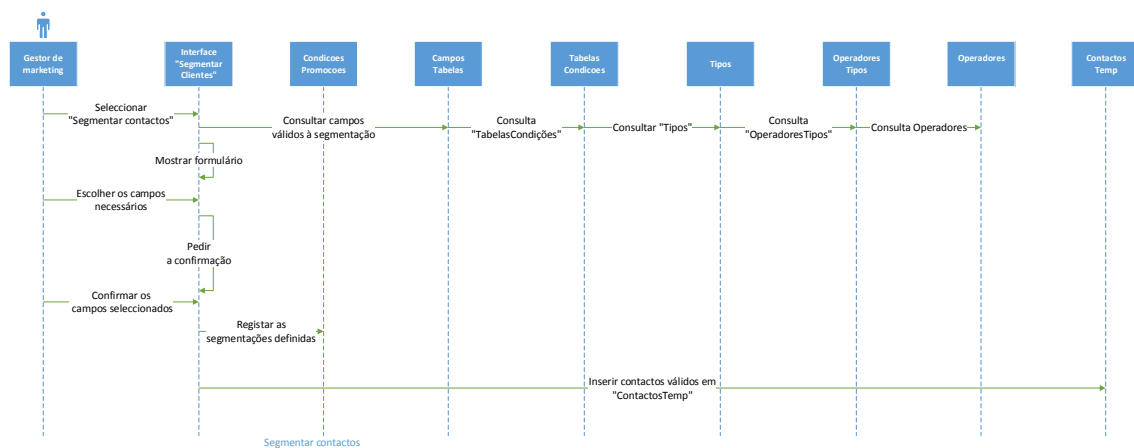 Gestor de
marketing
Interface
"Segmentar
Clientes"
Condicoes
Promocoes
Campos
Tabelas
Tabelas
Condicoes
Tipos
Operadores
Tipos
Operadores
Contactos
Temp
Seleccionar
"Segmentar contactos"
Consultar campos
válidos à segmentação
Consulta
"TabelasCondições"
Consultar "Tipos"
Consulta
"OperadoresTipos"
Consulta Operadores
Mostrar formulário
Escolher os campos
necessários
Pedir
a confirmação
Confirmar os
campos seleccionados
Registar as
segmentações definidas
Inserir contactos válidos em
"ContactosTemp"
Segmentar contactos